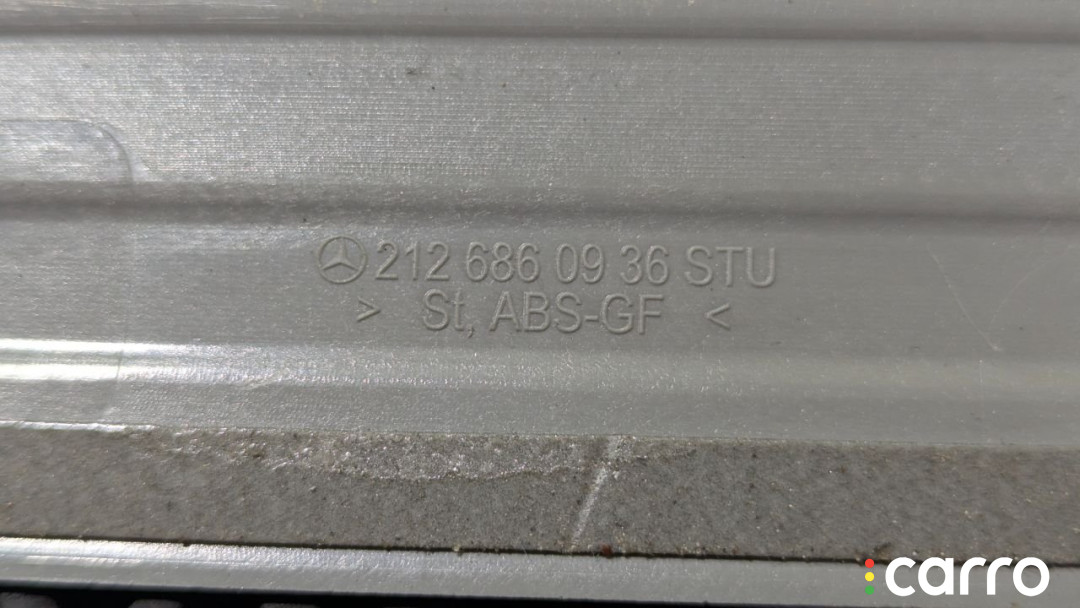 212 686 09 36 STU
> St, ABS-GF <
carro